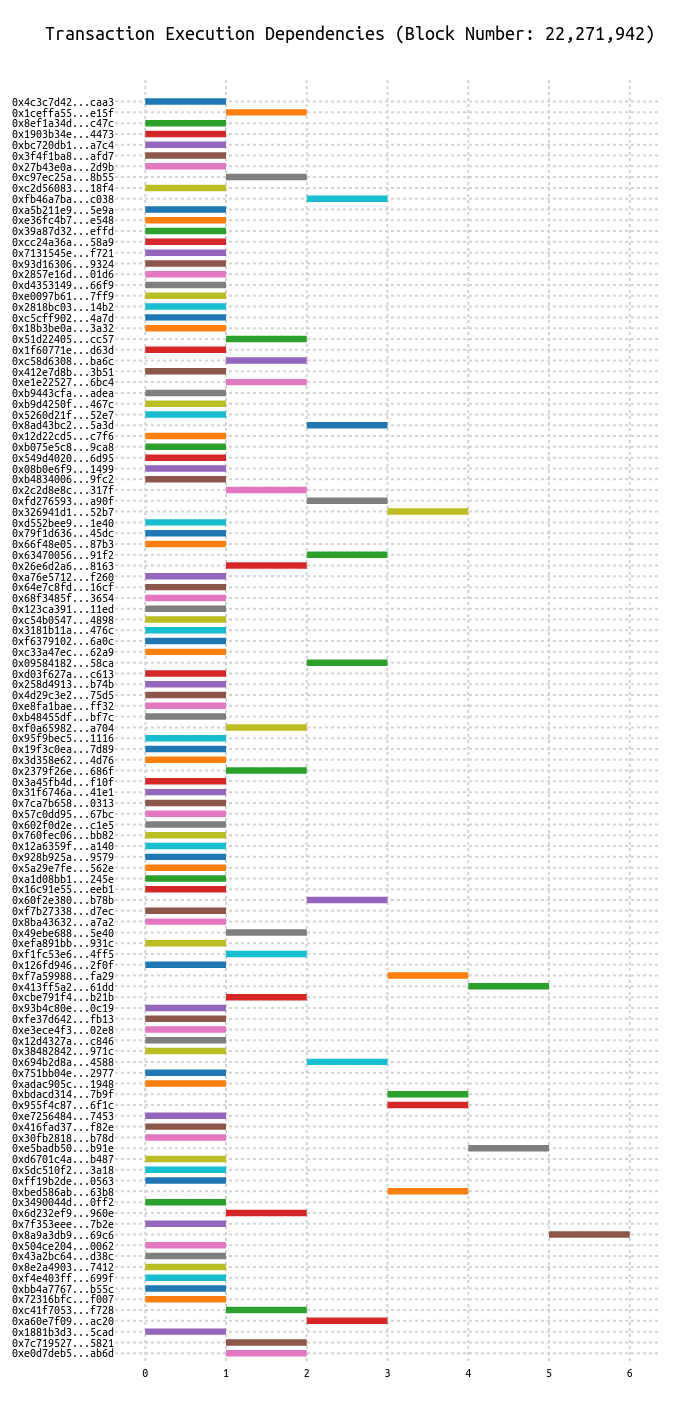 Transaction Execution Dependencies (Block Number: 22,271,942)
0x4c3c7d42...caa3
0x1ceffa55...e15f
0x8ef1a34d...c47c
0x1903b34e...4473
0xbc720db1...a7c4
0x3f4f1ba8...afd7
0x27b43e0a...2d9b
0xc97ec25a...8b55
0xc2d56083...18f4
0xfb46a7ba...c038
0xa5b211e9...5e9a
0xe36fc4b7...e548
0x39a87d32...effd
0xcc24a36a...58a9
0x7131545e...f721
0x93d16306...9324
0x2857e16d...01d6
0xd4353149...66f9
0xe0097b61...7ff9
0x2818bc03...14b2
0xc5cff902...4a7d
0x18b3be0a...3a32
0x51d22405...cc57
0x1f60771e...d63d
0xc58d6308...ba6c
0x412e7d8b...3b51
0xe1e22527...6bc4
0xb9443cfa...adea
0xb9d4250f...467c
0x5260d21f...52e7
0x8ad43bc2...5a3d
0x12d22cd5...c7f6
0xb075e5c8...9ca8
0x549d4020...6d95
0x08b0e6f9...1499
0xb4834006...9fc2
0x2c2d8e8c...317f
0xfd276593...a90f
0x326941d1...52b7
0xd552bee9...1e40
0x79f1d636...45dc
0x66f48e05...87b3
0x63470056...91f2
0x26e6d2a6...8163
0xa76e5712...f260
0x64e7c8fd...16cf
0x68f3485f...3654
0x123ca391...11ed
0xc54b0547...4898
0x3181b11a...476c
0xf6379102...6a0c
0xc33a47ec...62a9
0x09584182...58ca
0xd03f627a...c613
0x258d4913...b74b
0x4d29c3e2...75d5
0xe8fa1bae...ff32
0xb48455df...bf7c
0xf0a65982...a704
0x95f9bec5...1116
0x19f3c0ea...7d89
0x3d358e62...4d76
0x2379f26e...686f
0x3a45fb4d...f10f
0x31f6746a...41e1
0x7ca7b658...0313
0x57c0dd95...67bc
0x602f0d2e...c1e5
0x760fec06...bb82
0x12a6359f...a140
0x928b925a...9579
0x5a29e7fe...562e
0xa1d08bb1...245e
0x16c91e55...eeb1
0x60f2e380...b78b
0xf7b27338...d7ec
0x8ba43632...a7a2
0x49ebe688...5e40
0xefa891bb...931c
0xf1fc53e6...4ff5
0x126fd946...2f0f
0xf7a59988...fa29
0x413ff5a2...61dd
0xcbe791f4...b21b
0x93b4c80e...0c19
0xfe37d642...fb13
0xe3ece4f3...02e8
0x12d4327a...c846
0x38482842...971c
0x694b2d8a...4588
0x751bb04e...2977
0xadac905c...1948
0xbdacd314...7b9f
0x955f4c87...6f1c
0xe7256484...7453
0x416fad37...f82e
0x30fb2818...b78d
0xe5badb50...b91e
0xd6701c4a...b487
0x5dc510f2...3a18
0xff19b2de...0563
0xbed586ab...63b8
0x3490044d...0ff2
0x6d232ef9...960e
0x7f353eee...7b2e
0x8a9a3db9...69c6
0x504ce204...0062
0x43a2bc64...d38c
0x8e2a4903...7412
0xf4e403ff...699f
0xbb4a7767...b55c
0x72316bfc...f007
0xc41f7053...f728
0xa60e7f09...ac20
0x1881b3d3...5cad
0x7c719527...5821
0xe0d7deb5...ab6d
0 1 2 3 4 5 6